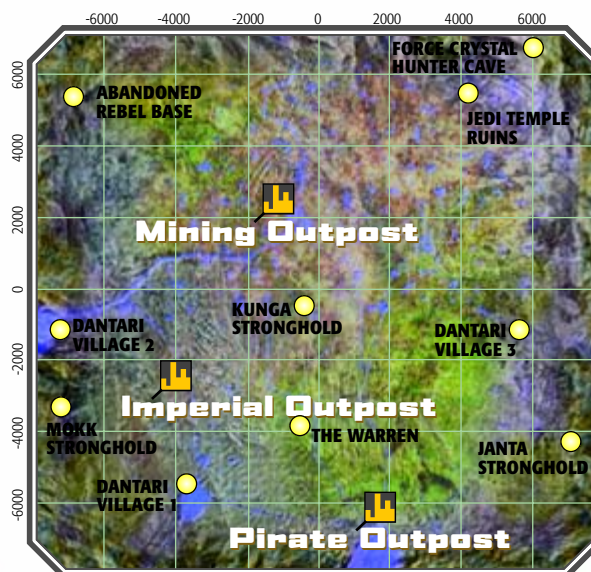 -6000 -4000 -2000 0 2000 4000 6000
6000
4000
2000
0
-2000
-4000
-6000
FORCE CRYSTAL
HUNTER CAVE
ABANDONED
REBEL BASE
JEDI TEMPLE
RUINS
Mining Outpost
KUNGA
STRONGHOLD
DANTARI
VILLAGE 2
DANTARI
VILLAGE 3
Imperial Outpost
MOKK
STRONGHOLD
THE WARREN
JANTA
STRONGHOLD
DANTARI
VILLAGE 1
Pirate Outpost